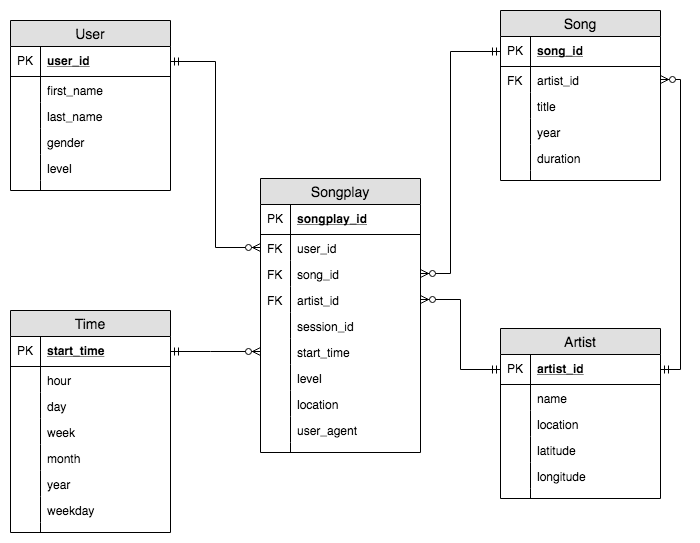 User
PK user_id
first_name
last_name
gender
level
Song
PK song_id
FK artist_id
title
year
duration
Songplay
PK songplay_id
FK user_id
FK song_id
FK artist_id
session_id
start_time
level
location
user_agent
Time
PK start_time
hour
day
week
month
year
weekday
Artist
PK artist_id
name
location
latitude
longitude